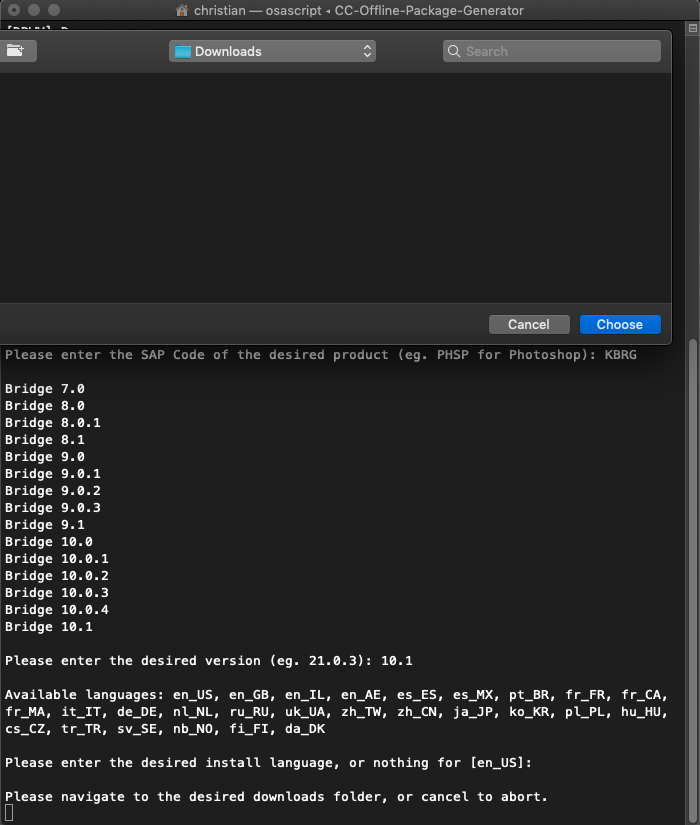 christian — osascript ◂ CC-Offline-Package-Generator
Downloads
Search
Cancel
Choose
Please enter the SAP Code of the desired product (eg. PHSP for Photoshop): KBRG
Bridge 7.0
Bridge 8.0
Bridge 8.0.1
Bridge 8.1
Bridge 9.0
Bridge 9.0.1
Bridge 9.0.2
Bridge 9.0.3
Bridge 9.1
Bridge 10.0
Bridge 10.0.1
Bridge 10.0.2
Bridge 10.0.3
Bridge 10.0.4
Bridge 10.1
Please enter the desired version (eg. 21.0.3): 10.1
Available languages: en_US, en_GB, en_IL, en_AE, es_ES, es_MX, pt_BR, fr_FR, fr_CA,
fr_MA, it_IT, de_DE, nl_NL, ru_RU, uk_UA, zh_TW, zh_CN, ja_JP, ko_KR, pl_PL, hu_HU,
cs_CZ, tr_TR, sv_SE, nb_NO, fi_FI, da_DK
Please enter the desired install language, or nothing for [en_US]:
Please navigate to the desired downloads folder, or cancel to abort.